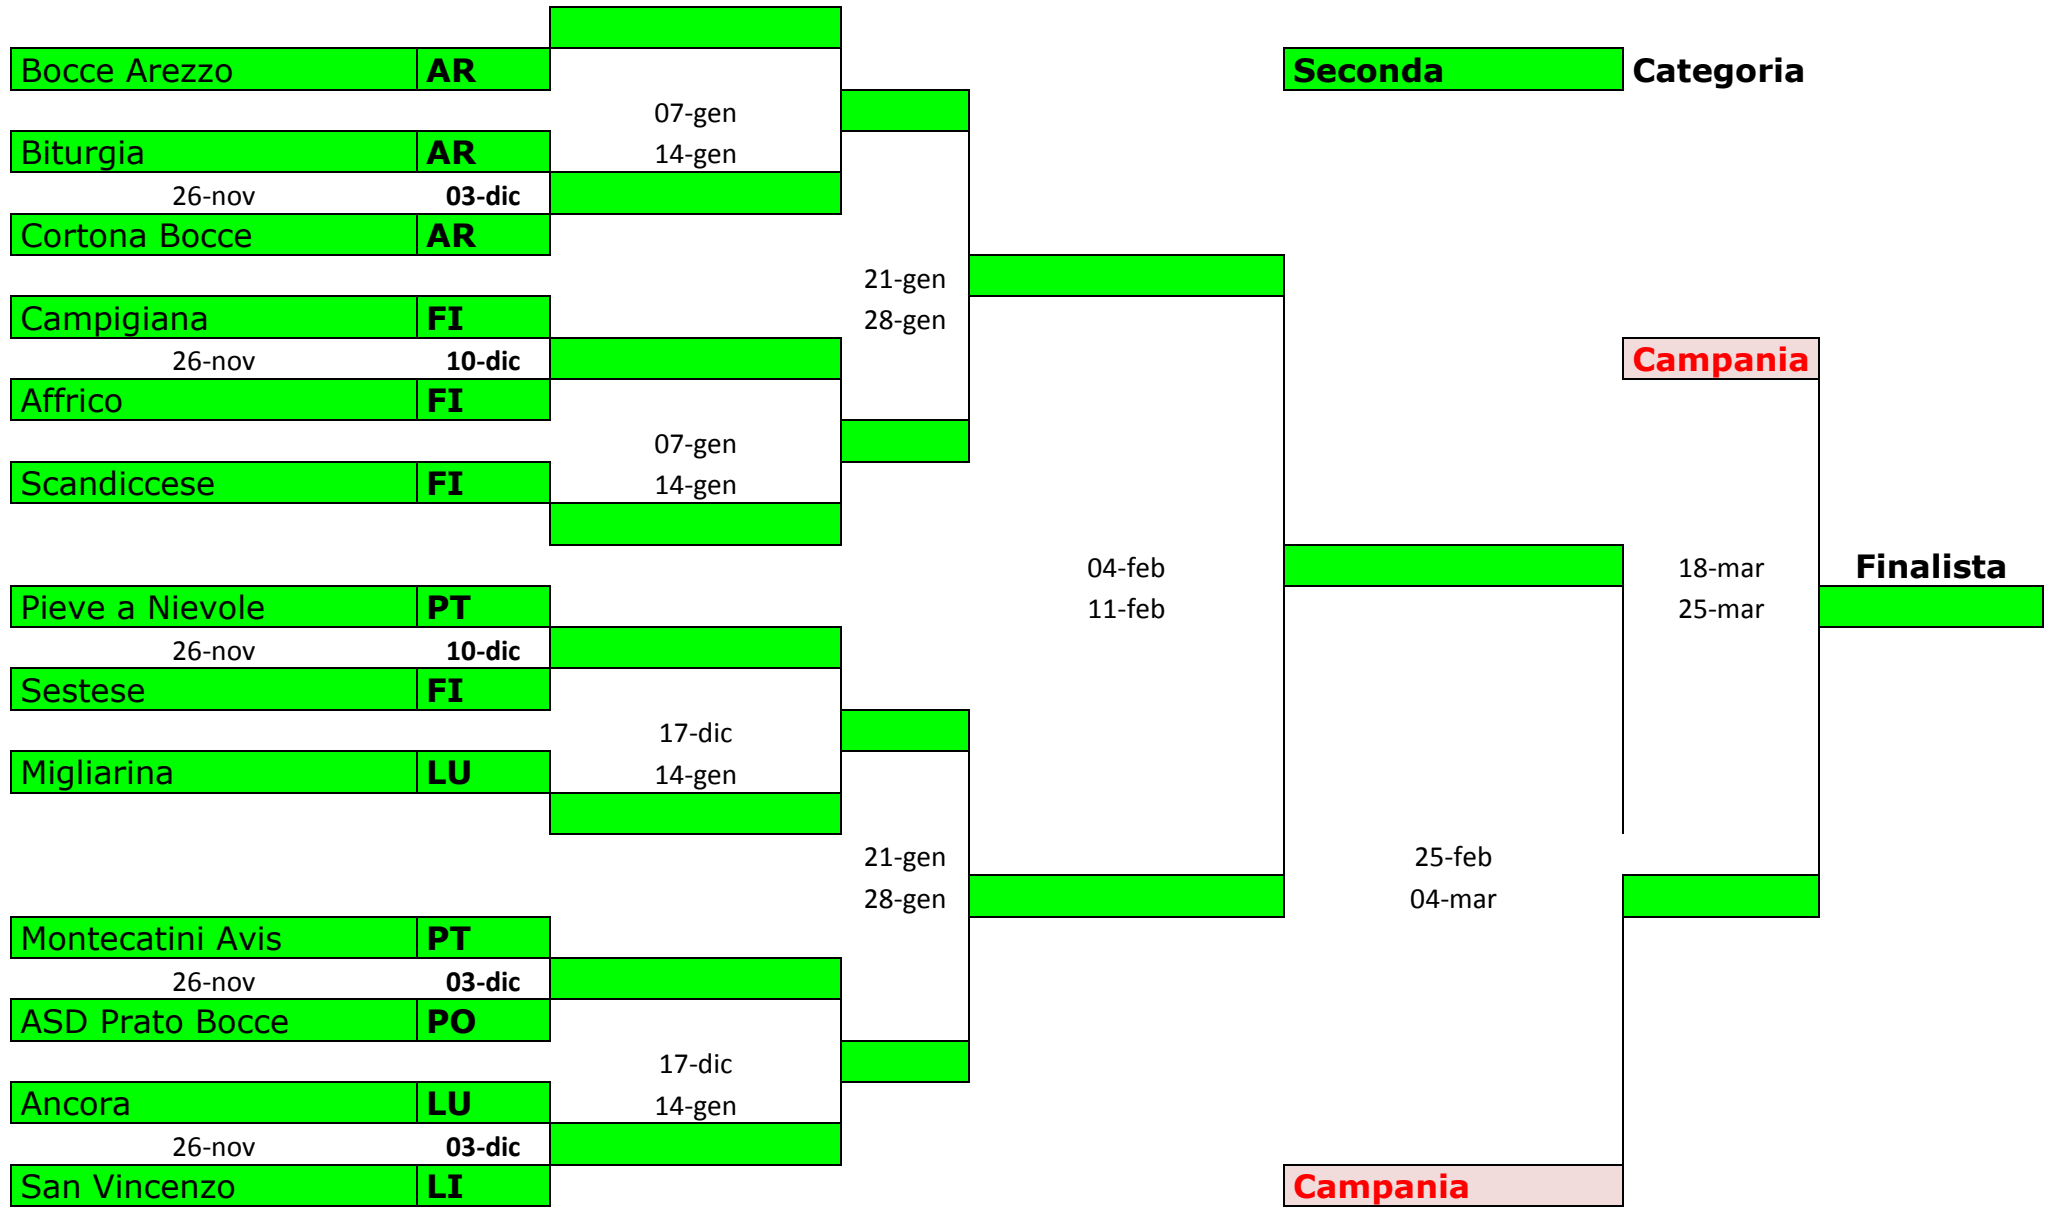 Bocce Arezzo AR Seconda Categoria
07-gen
Biturgia AR 14-gen
26-nov 03-dic
Cortona Bocce AR
21-gen
Campigiana FI 28-gen
26-nov 10-dic Campania
Affrico FI
07-gen
Scandiccese FI 14-gen
04-feb 18-mar Finalista
Pieve a Nievole PT 11-feb 25-mar
26-nov 10-dic
Sestese FI
17-dic
Migliarina LU 14-gen
21-gen 25-feb
28-gen 04-mar
Montecatini Avis PT
26-nov 03-dic
ASD Prato Bocce PO
17-dic
Ancora LU 14-gen
26-nov 03-dic
San Vincenzo LI Campania